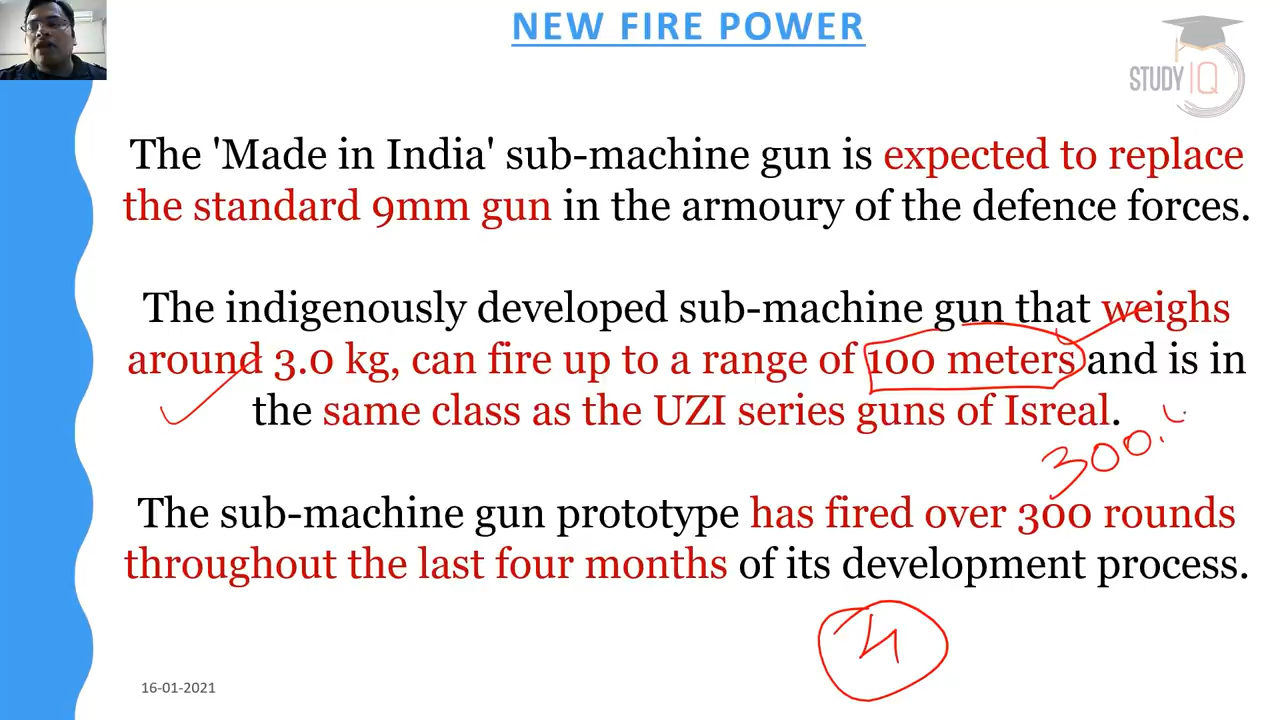 NEW FIRE POWER
STUDY IQ
The 'Made in India' sub-machine gun is expected to replace
the standard 9mm gun in the armoury of the defence forces.
The indigenously developed sub-machine gun that weighs
around 3.0 kg, can fire up to a range of 100 meters and is in
the same class as the UZI series guns of Isreal.
300.
The sub-machine gun prototype has fired over 300 rounds
throughout the last four months of its development process.
4
16-01-2021